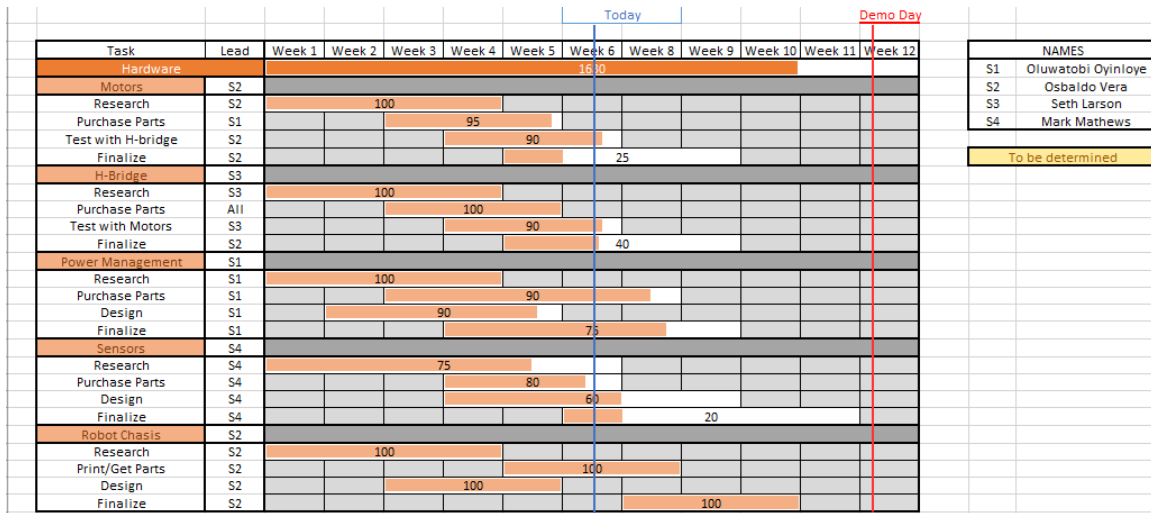 Today Demo Day
Task Lead Week 1 Week 2 Week 3 Week 4 Week 5 Week 6 Week 8 Week 9 Week 10 Week 11 Week 12 NAMES
Hardware 1630 S1 Oluwatobi Oyinloye
Motors S2 S2 Osbaldo Vera
Research S2 100 S3 Seth Larson
Purchase Parts S1 95 S4 Mark Mathews
Test with H-bridge S2 90
Finalize S2 25 To be determined
H-Bridge S3
Research S3 100
Purchase Parts All 100
Test with Motors S3 90
Finalize S2 40
Power Management S1
Research S1 100
Purchase Parts S1 90
Design S1 90
Finalize S1 75
Sensors S4
Research S4 75
Purchase Parts S4 80
Design S4 60
Finalize S4 20
Robot Chasis S2
Research S2 100
Print/Get Parts S2 100
Design S2 100
Finalize S2 100